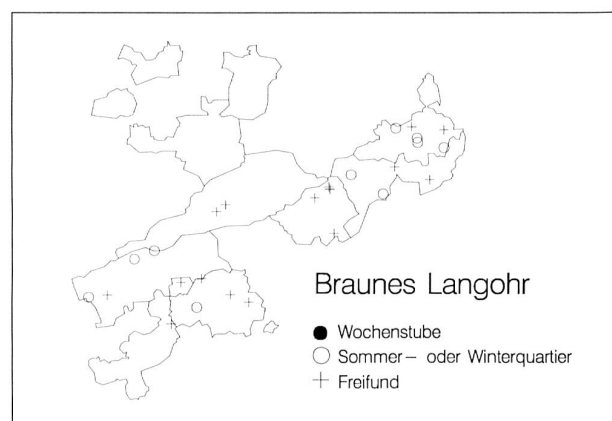 Braunes Langohr
Wochenstube
Sommer– oder Winterquartier
Freifund